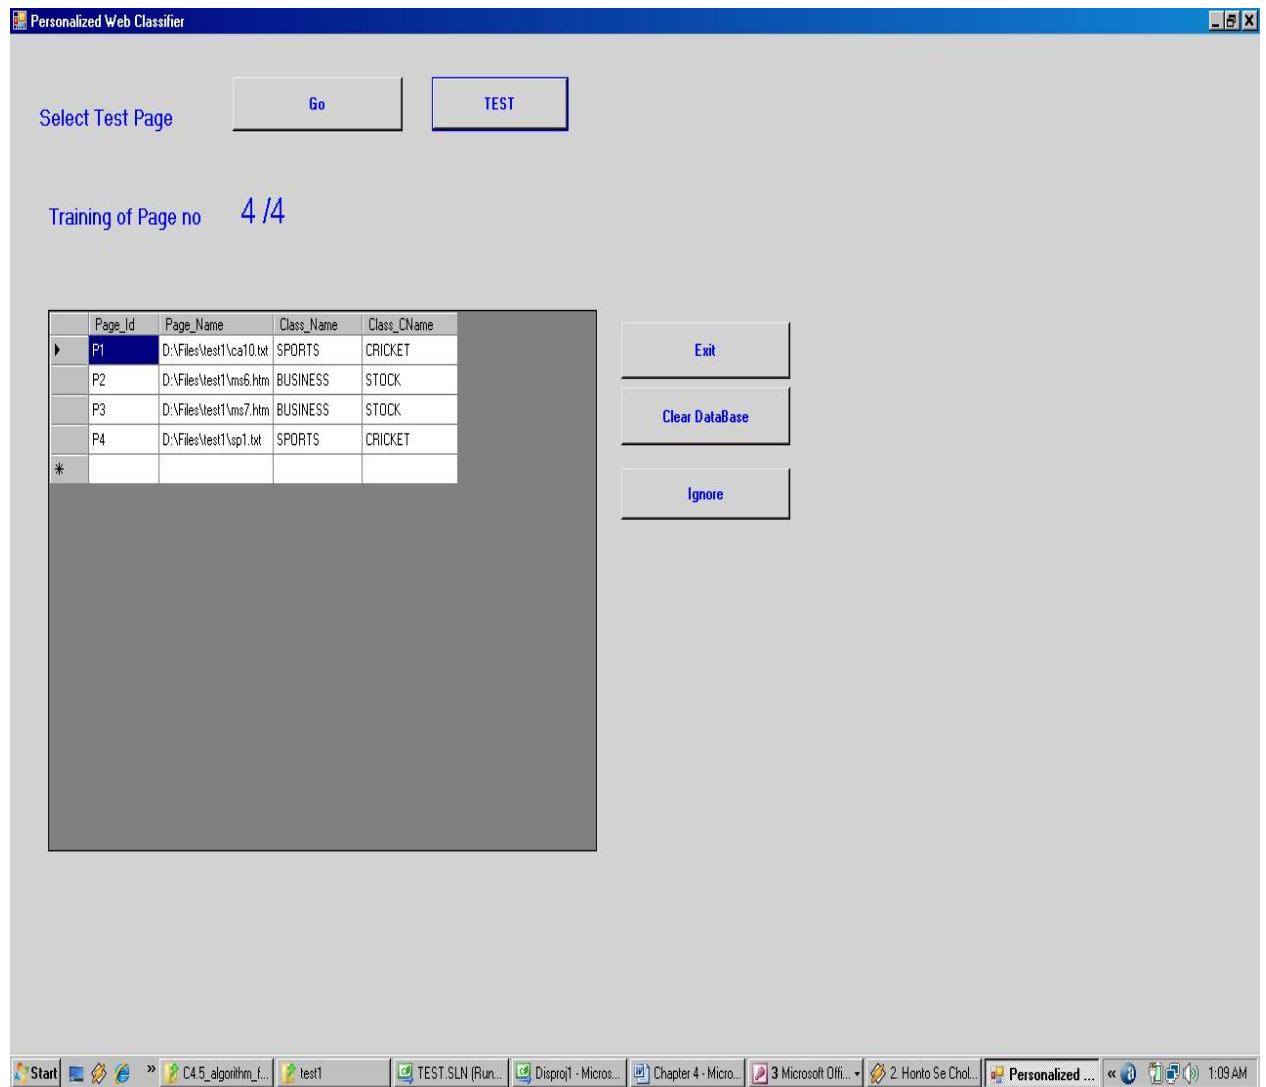 Personalized Web Classifier
Select Test Page
Go
TEST
Training of Page no 4 /4
Page_Id Page_Name Class_Name Class_CName
P1 D:\Files\test1\ca10.txt SPORTS CRICKET
P2 D:\Files\test1\ms6.htm BUSINESS STOCK
P3 D:\Files\test1\ms7.htm BUSINESS STOCK
P4 D:\Files\test1\sp1.txt SPORTS CRICKET
Exit
Clear DataBase
Ignore
Start » C4.5_algorithm_f... test1 TEST.SLN (Run... Disproj1 - Micros... Chapter 4 - Micro... 3 Microsoft Offi... 2. Honto Se Chol... Personalized ... « 1:09 AM